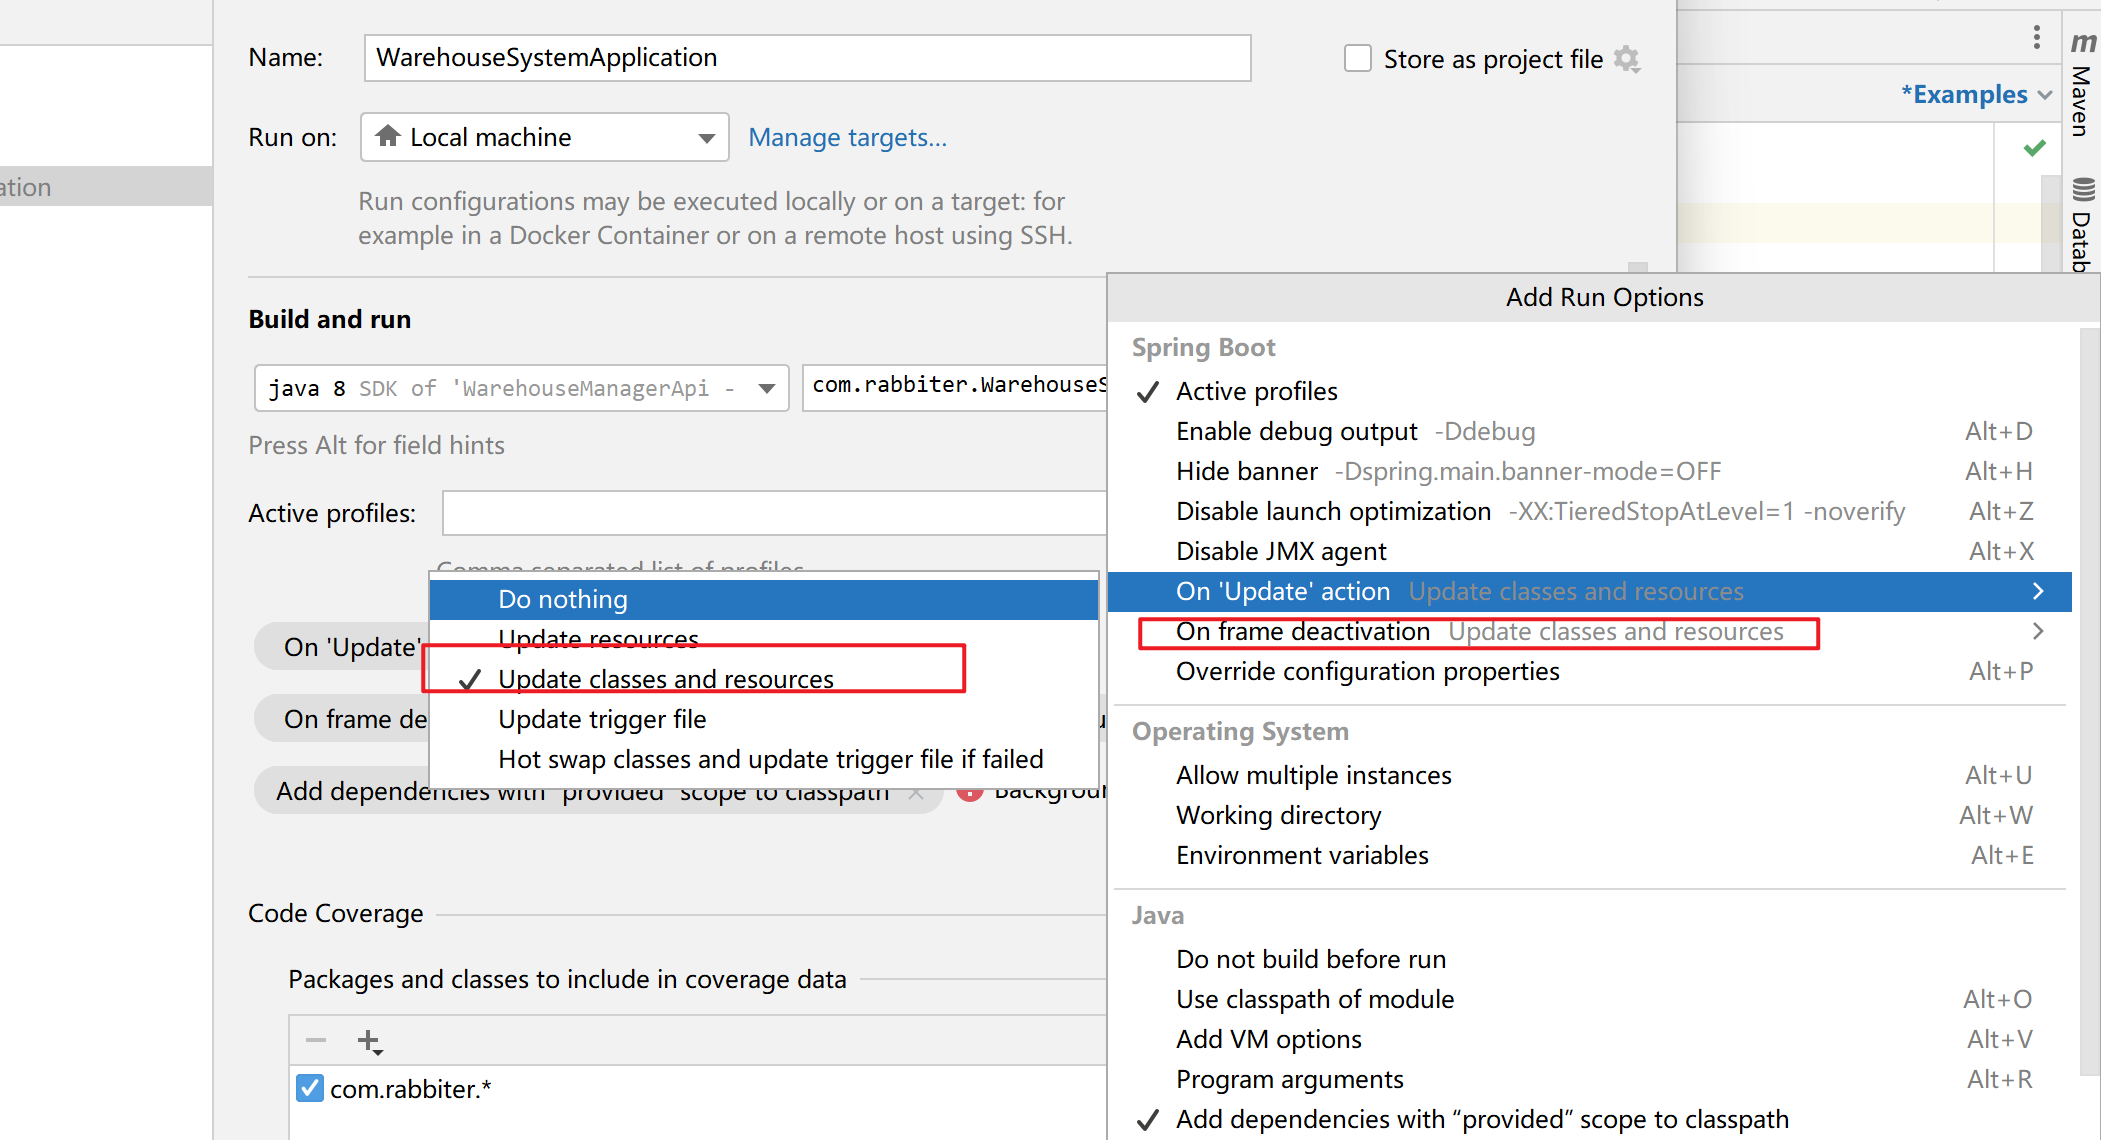 Name:
WarehouseSystemApplication
Store as project file
Run on:
Local machine
Manage targets...
Run configurations may be executed locally or on a target: for
example in a Docker Container or on a remote host using SSH.
ation
*Examples
Maven
Datab
Build and run
java 8 SDK of 'WarehouseManagerApi -
com.rabbiter.WarehouseS
Press Alt for field hints
Active profiles:
Comma separated list of profiles
On 'Update'
On frame de
Add dependencies with "provided" scope to classpath
Backgroun
Do nothing
Update resources
Update classes and resources
Update trigger file
Hot swap classes and update trigger file if failed
Code Coverage
Packages and classes to include in coverage data
com.rabbiter.*
Add Run Options
Spring Boot
Active profiles
Enable debug output -Ddebug Alt+D
Hide banner -Dspring.main.banner-mode=OFF Alt+H
Disable launch optimization -XX:TieredStopAtLevel=1 -noverify Alt+Z
Disable JMX agent Alt+X
On 'Update' action Update classes and resources
On frame deactivation Update classes and resources
Override configuration properties Alt+P
Operating System
Allow multiple instances Alt+U
Working directory Alt+W
Environment variables Alt+E
Java
Do not build before run
Use classpath of module Alt+O
Add VM options Alt+V
Program arguments Alt+R
Add dependencies with “provided” scope to classpath